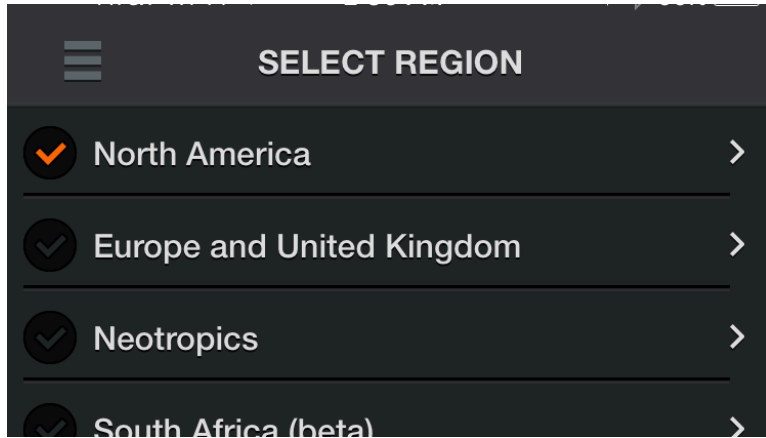 SELECT REGION
North America
Europe and United Kingdom
Neotropics
South Africa (beta)